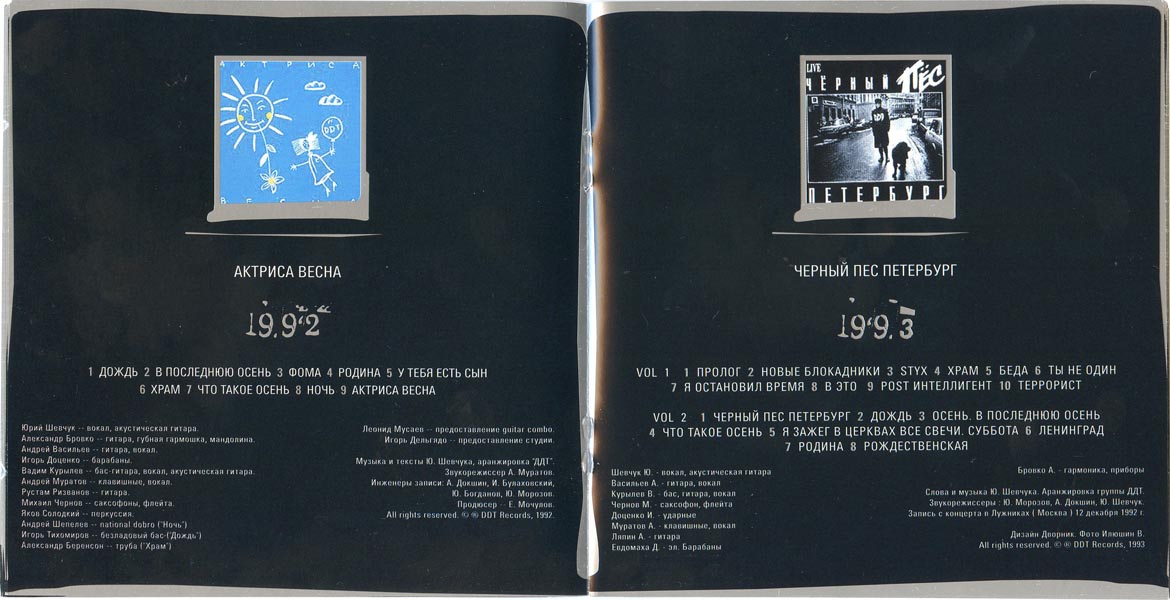 АКТРИСА
DDT
ВЕСНА
АКТРИСА ВЕСНА
1992
1 ДОЖДЬ 2 В ПОСЛЕДНЮЮ ОСЕНЬ 3 ФОМА 4 РОДИНА 5 У ТЕБЯ ЕСТЬ СЫН
6 ХРАМ 7 ЧТО ТАКОЕ ОСЕНЬ 8 НОЧЬ 9 АКТРИСА ВЕСНА
Юрий Шевчук -- вокал, акустическая гитара.
Александр Бровко -- гитара, губная гармошка, мандолина.
Андрей Васильев -- гитара, вокал.
Игорь Доценко -- барабаны.
Вадим Курылев -- бас-гитара, вокал, акустическая гитара.
Андрей Муратов -- клавишные, вокал.
Рустам Ризванов -- гитара.
Михаил Чернов -- саксофоны, флейта.
Яков Солодкий -- перкуссия.
Андрей Шепелев -- national dobro ("Ночь")
Игорь Тихомиров -- безладовый бас-("Дождь")
Александр Беренсон -- труба ("Храм")
Леонид Мусаев – предоставление guitar combo.
Игорь Дельгядо – предоставление студии.
Музыка и тексты Ю. Шевчука, аранжировка "ДДТ".
Звукорежиссер А. Муратов.
Инженеры записи: А. Докшин, И. Булаховский,
Ю. Богданов, Ю. Морозов.
Продюсер -- Е. Мочулов.
All rights reserved. © ® DDT Records, 1992.
LIVE
ЧЁРНЫЙ ПЁС
DDT
ПЕТЕРБУРГ
ЧЕРНЫЙ ПЕС ПЕТЕРБУРГ
1993
VOL 1 1 ПРОЛОГ 2 НОВЫЕ БЛОКАДНИКИ 3 STYX 4 ХРАМ 5 БЕДА 6 ТЫ НЕ ОДИН
7 Я ОСТАНОВИЛ ВРЕМЯ 8 В ЭТО 9 POST ИНТЕЛЛИГЕНТ 10 ТЕРРОРИСТ
VOL 2 1 ЧЕРНЫЙ ПЕС ПЕТЕРБУРГ 2 ДОЖДЬ 3 ОСЕНЬ. В ПОСЛЕДНЮЮ ОСЕНЬ
4 ЧТО ТАКОЕ ОСЕНЬ 5 Я ЗАЖЕГ В ЦЕРКВАХ ВСЕ СВЕЧИ. СУББОТА 6 ЛЕНИНГРАД
7 РОДИНА 8 РОЖДЕСТВЕНСКАЯ
Шевчук Ю. - вокал, акустическая гитара
Васильев А. - гитара, вокал
Курылев В. - бас, гитара, вокал
Чернов М. - саксофон, флейта
Доценко И. - ударные
Муратов А. - клавишные, вокал
Ляпин А. - гитара
Евдомаха Д. - эл. Барабаны
Бровко А. - гармоника, приборы
Слова и музыка Ю. Шевчука. Аранжировка группы ДДТ.
Звукорежиссеры : Ю. Морозов, А. Докшин, Ю. Шевчук.
Запись с концерта в Лужниках ( Москва ) 12 декабря 1992 г.
Дизайн Дворник. Фото Илюшин В.
All rights reserved. © ® DDT Records, 1993